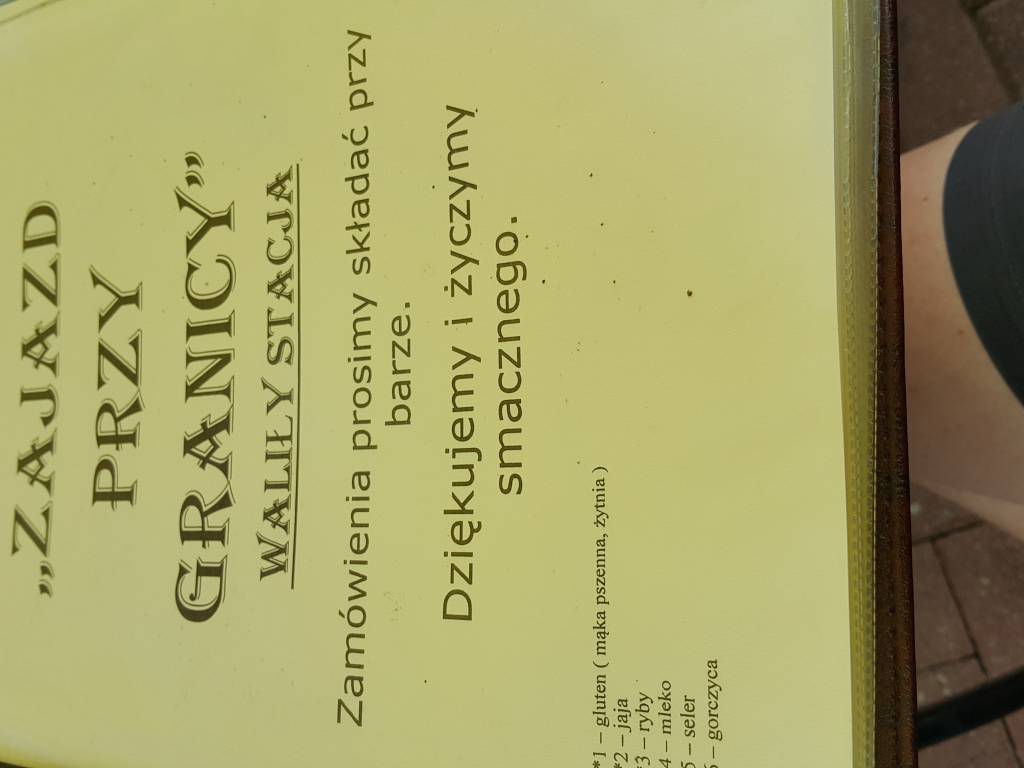 „ZAJAZD
PRZY
GRANICY”
WALIŁY STACJA
Zamówienia prosimy składać przy
barze.
Dziękujemy i życzymy
smacznego.
*1 – gluten ( mąka pszenna, żytnia )
*2 – jaja
*3 – ryby
4 – mleko
5 – seler
6 – gorczyca